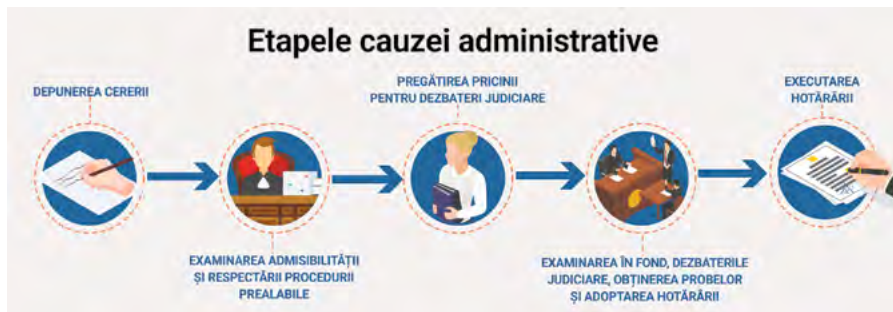 Etapele cauzei administrative
DEPUNEREA CERERII
EXAMINAREA ADMISIBILITĂȚII
ȘI RESPECTĂRII PROCEDURII
PREALABILE
PREGĂTIREA PRICINII
PENTRU DEZBATERI JUDICIARE
EXAMINAREA ÎN FOND, DEZBATERILE
JUDICIARE, OBȚINEREA PROBELOR
ȘI ADOPTAREA HOTĂRÂRII
EXECUTAREA
HOTĂRÂRII